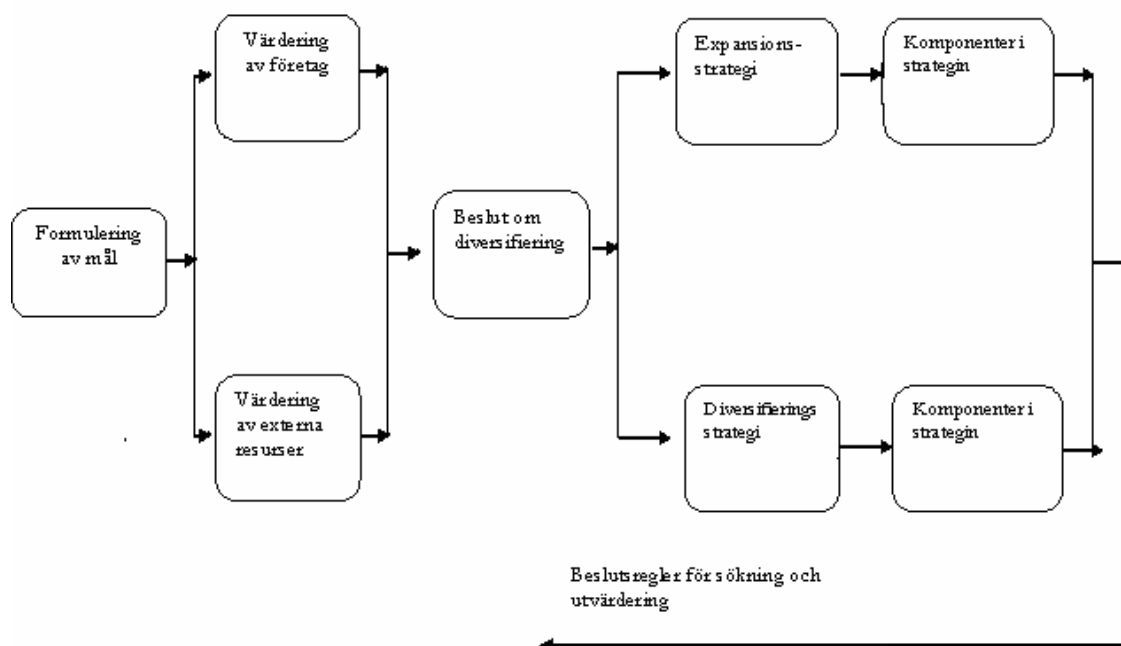 Formulering
av mål
Värdering
av företag
Värdering
av externa
resurser
Beslut om
diversifiering
Expansions-
strategi
Komponenter i
strategin
Diversifierings
strategi
Komponenter i
strategin
Beslutsregler för sökning och
utvärdering